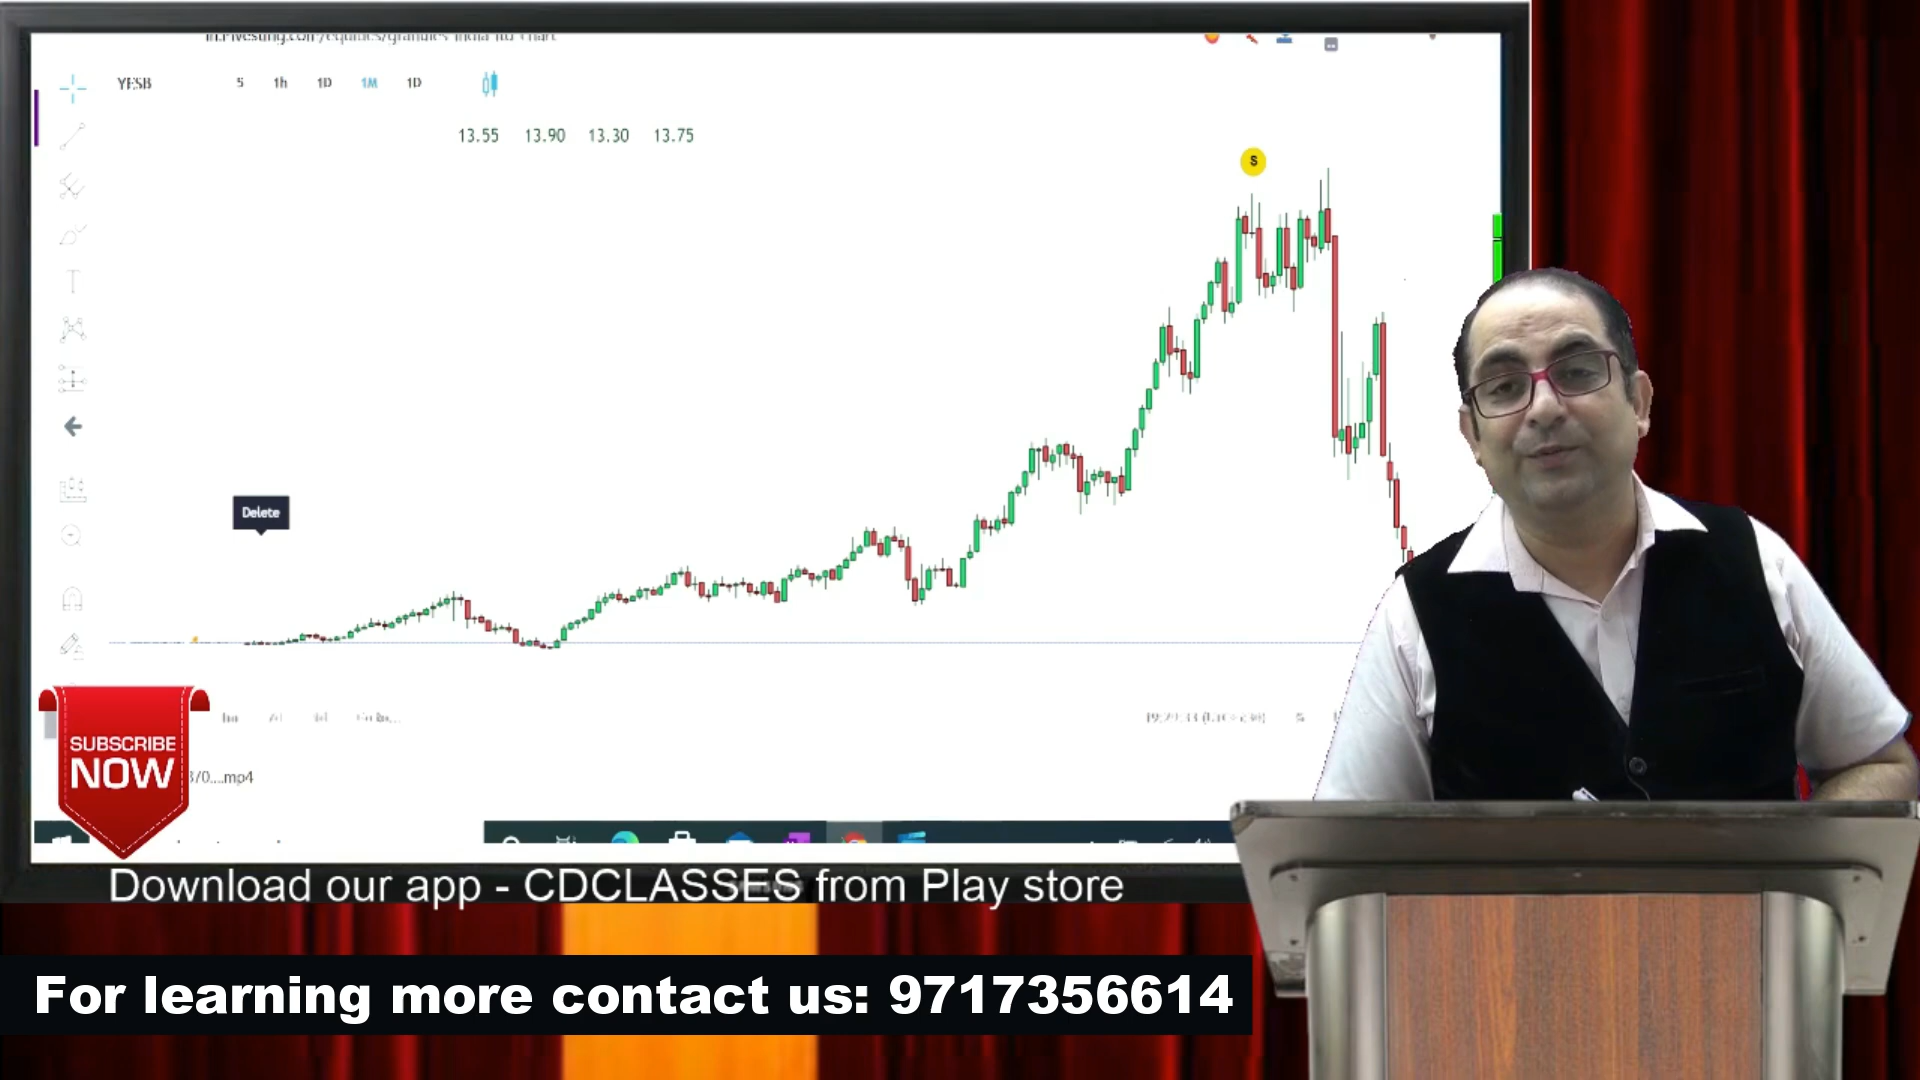 YESB 5 1h 1D 1M 1D
13.55 13.90 13.30 13.75
S
Delete
SUBSCRIBE
NOW
....mp4
Download our app - CDCLASSES from Play store
For learning more contact us: 9717356614